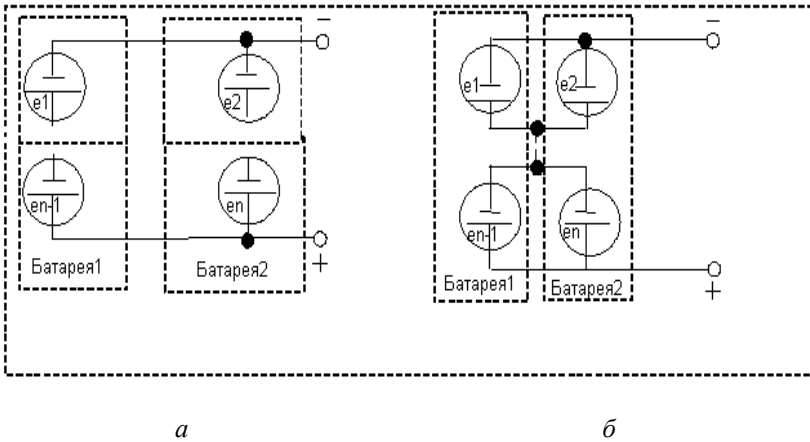 −
e1
e2
en-1
en
+
Батарея1
Батарея2
−
e1
e2
en-1
en
+
Батарея1
Батарея2
а
б